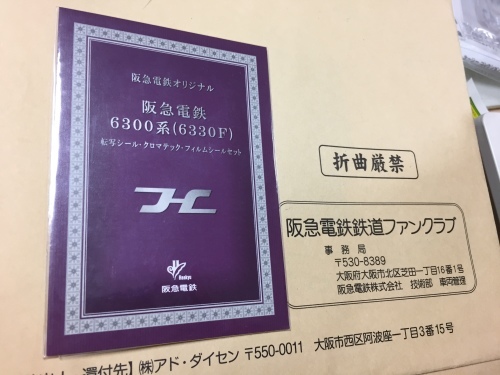 阪急電鉄オリジナル
阪急電鉄
6300系(6330F)
転写シール・クロマテック・フィルムシールセット
HC
Hankyu
阪急電鉄
折曲厳禁
阪急電鉄鉄道ファンクラブ
事務局
〒530-8389
大阪府大阪市北区芝田一丁目16番1号
阪急電鉄株式会社 技術部 車両管理
還付先】㈱アド・ダイセン 〒550-0011 大阪市西区阿波座一丁目3番15号